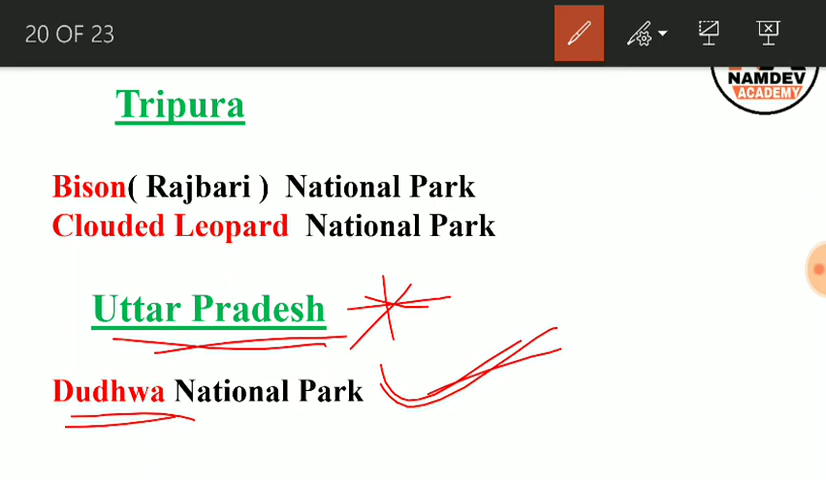 20 OF 23
NAMDEV
ACADEMY
Tripura
Bison( Rajbari ) National Park
Clouded Leopard National Park
Uttar Pradesh
Dudhwa National Park